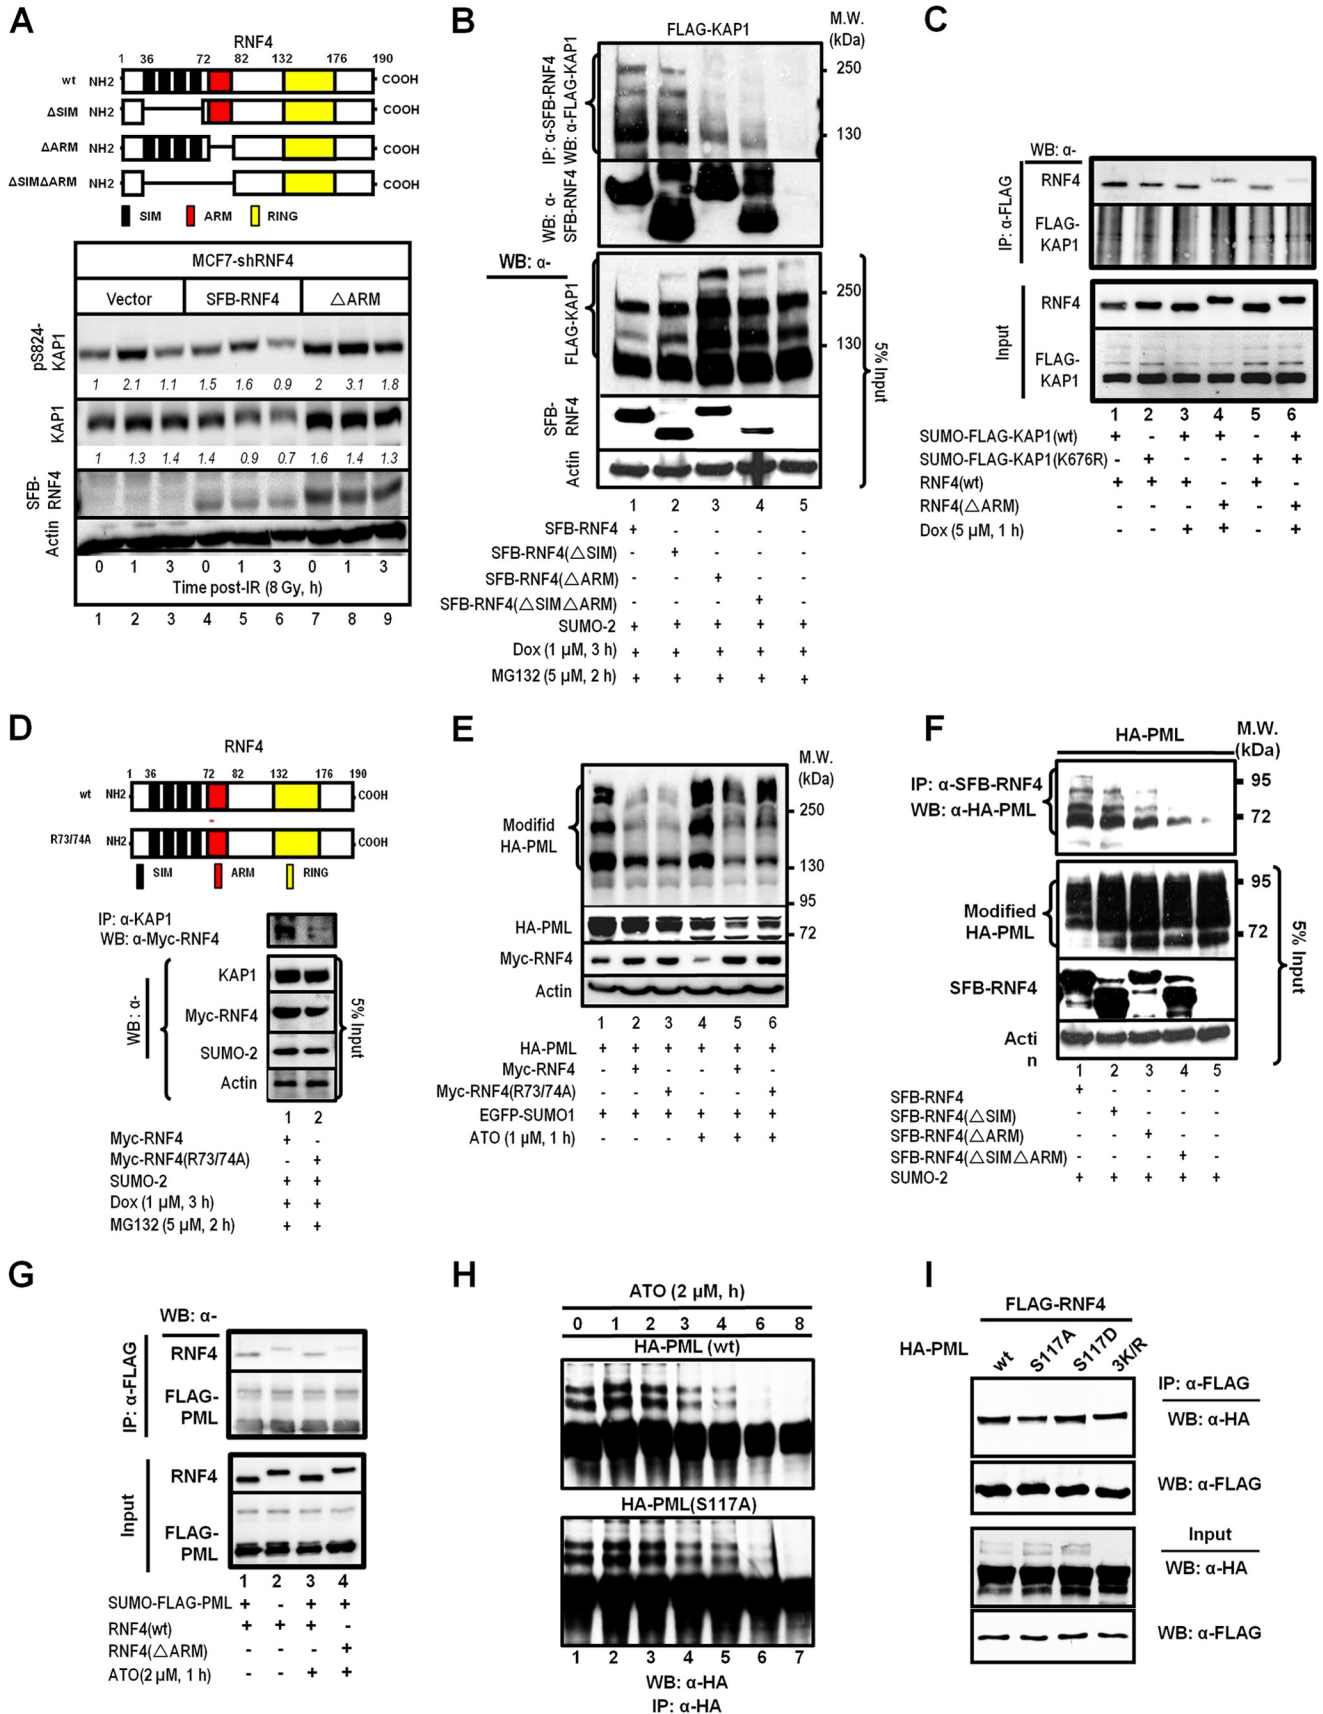 A
RNF4
1 36 72 82 132 176 190
wt NH2 COOH
ΔSIM NH2 COOH
ΔARM NH2 COOH
ΔSIMΔARM NH2 COOH
SIM ARM RING
MCF7-shRNF4
Vector SFB-RNF4 △ARM
pS824-KAP1
1 2.1 1.1 1.5 1.6 0.9 2 3.1 1.8
KAP1
1 1.3 1.4 1.4 0.9 0.7 1.6 1.4 1.3
SFB-RNF4
Actin
0 1 3 0 1 3 0 1 3
Time post-IR (8 Gy, h)
1 2 3 4 5 6 7 8 9
B
FLAG-KAP1
M.W.
(kDa)
IP: α-SFB-RNF4
WB: α-FLAG-KAP1
250
130
WB: α-
SFB-RNF4
WB: α-
FLAG-KAP1
250
130
SFB-RNF4
Actin
5% Input
1 2 3 4 5
SFB-RNF4 + - - - -
SFB-RNF4(△SIM) - + - - -
SFB-RNF4(△ARM) - - + - -
SFB-RNF4(△SIM△ARM) - - - + -
SUMO-2 + + + + +
Dox (1 µM, 3 h) + + + + +
MG132 (5 µM, 2 h) + + + + +
C
WB: α-
IP: α-FLAG
RNF4
FLAG-
KAP1
Input
RNF4
FLAG-
KAP1
1 2 3 4 5 6
SUMO-FLAG-KAP1(wt) + - + + - +
SUMO-FLAG-KAP1(K676R) - + - - + +
RNF4(wt) + + + - + -
RNF4(△ARM) - - - + - +
Dox (5 µM, 1 h) - - + + - +
D
RNF4
1 36 72 82 132 176 190
wt NH2 COOH
R73/74A NH2 COOH
SIM ARM RING
IP: α-KAP1
WB: α-Myc-RNF4
WB: α-
KAP1
Myc-RNF4
SUMO-2
Actin
5% Input
1 2
Myc-RNF4 + -
Myc-RNF4(R73/74A) - +
SUMO-2 + +
Dox (1 µM, 3 h) + +
MG132 (5 µM, 2 h) + +
E
M.W.
(kDa)
Modifid
HA-PML
250
130
95
HA-PML
72
Myc-RNF4
Actin
1 2 3 4 5 6
HA-PML + + + + + +
Myc-RNF4 - + - - + -
Myc-RNF4(R73/74A) - - + - - +
EGFP-SUMO1 + + + + + +
ATO (1 µM, 1 h) - - - + + +
F
HA-PML
M.W.
(kDa)
IP: α-SFB-RNF4
WB: α-HA-PML
95
72
Modified
HA-PML
95
72
SFB-RNF4
Acti
n
5% Input
1 2 3 4 5
SFB-RNF4 + - - - -
SFB-RNF4(△SIM) - + - - -
SFB-RNF4(△ARM) - - + - -
SFB-RNF4(△SIM△ARM) - - - + -
SUMO-2 + + + + +
G
WB: α-
IP: α-FLAG
RNF4
FLAG-
PML
Input
RNF4
FLAG-
PML
1 2 3 4
SUMO-FLAG-PML + - + +
RNF4(wt) + + + -
RNF4(△ARM) - - - +
ATO(2 µM, 1 h) - - + +
H
ATO (2 µM, h)
0 1 2 3 4 6 8
HA-PML (wt)
HA-PML(S117A)
1 2 3 4 5 6 7
WB: α-HA
IP: α-HA
I
FLAG-RNF4
HA-PML wt S117A S117D 3K/R
IP: α-FLAG
WB: α-HA
WB: α-FLAG
Input
WB: α-HA
WB: α-FLAG